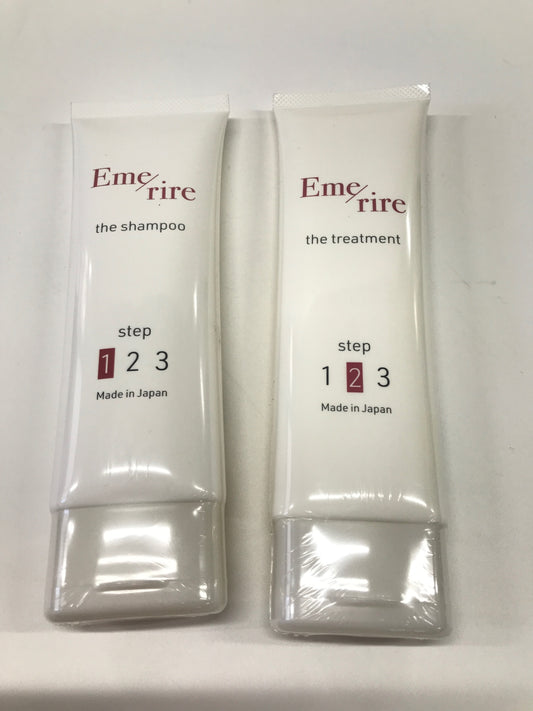 Eme/rire
the shampoo
step
1 2 3
Made in Japan
Eme/rire
the treatment
step
1 2 3
Made in Japan